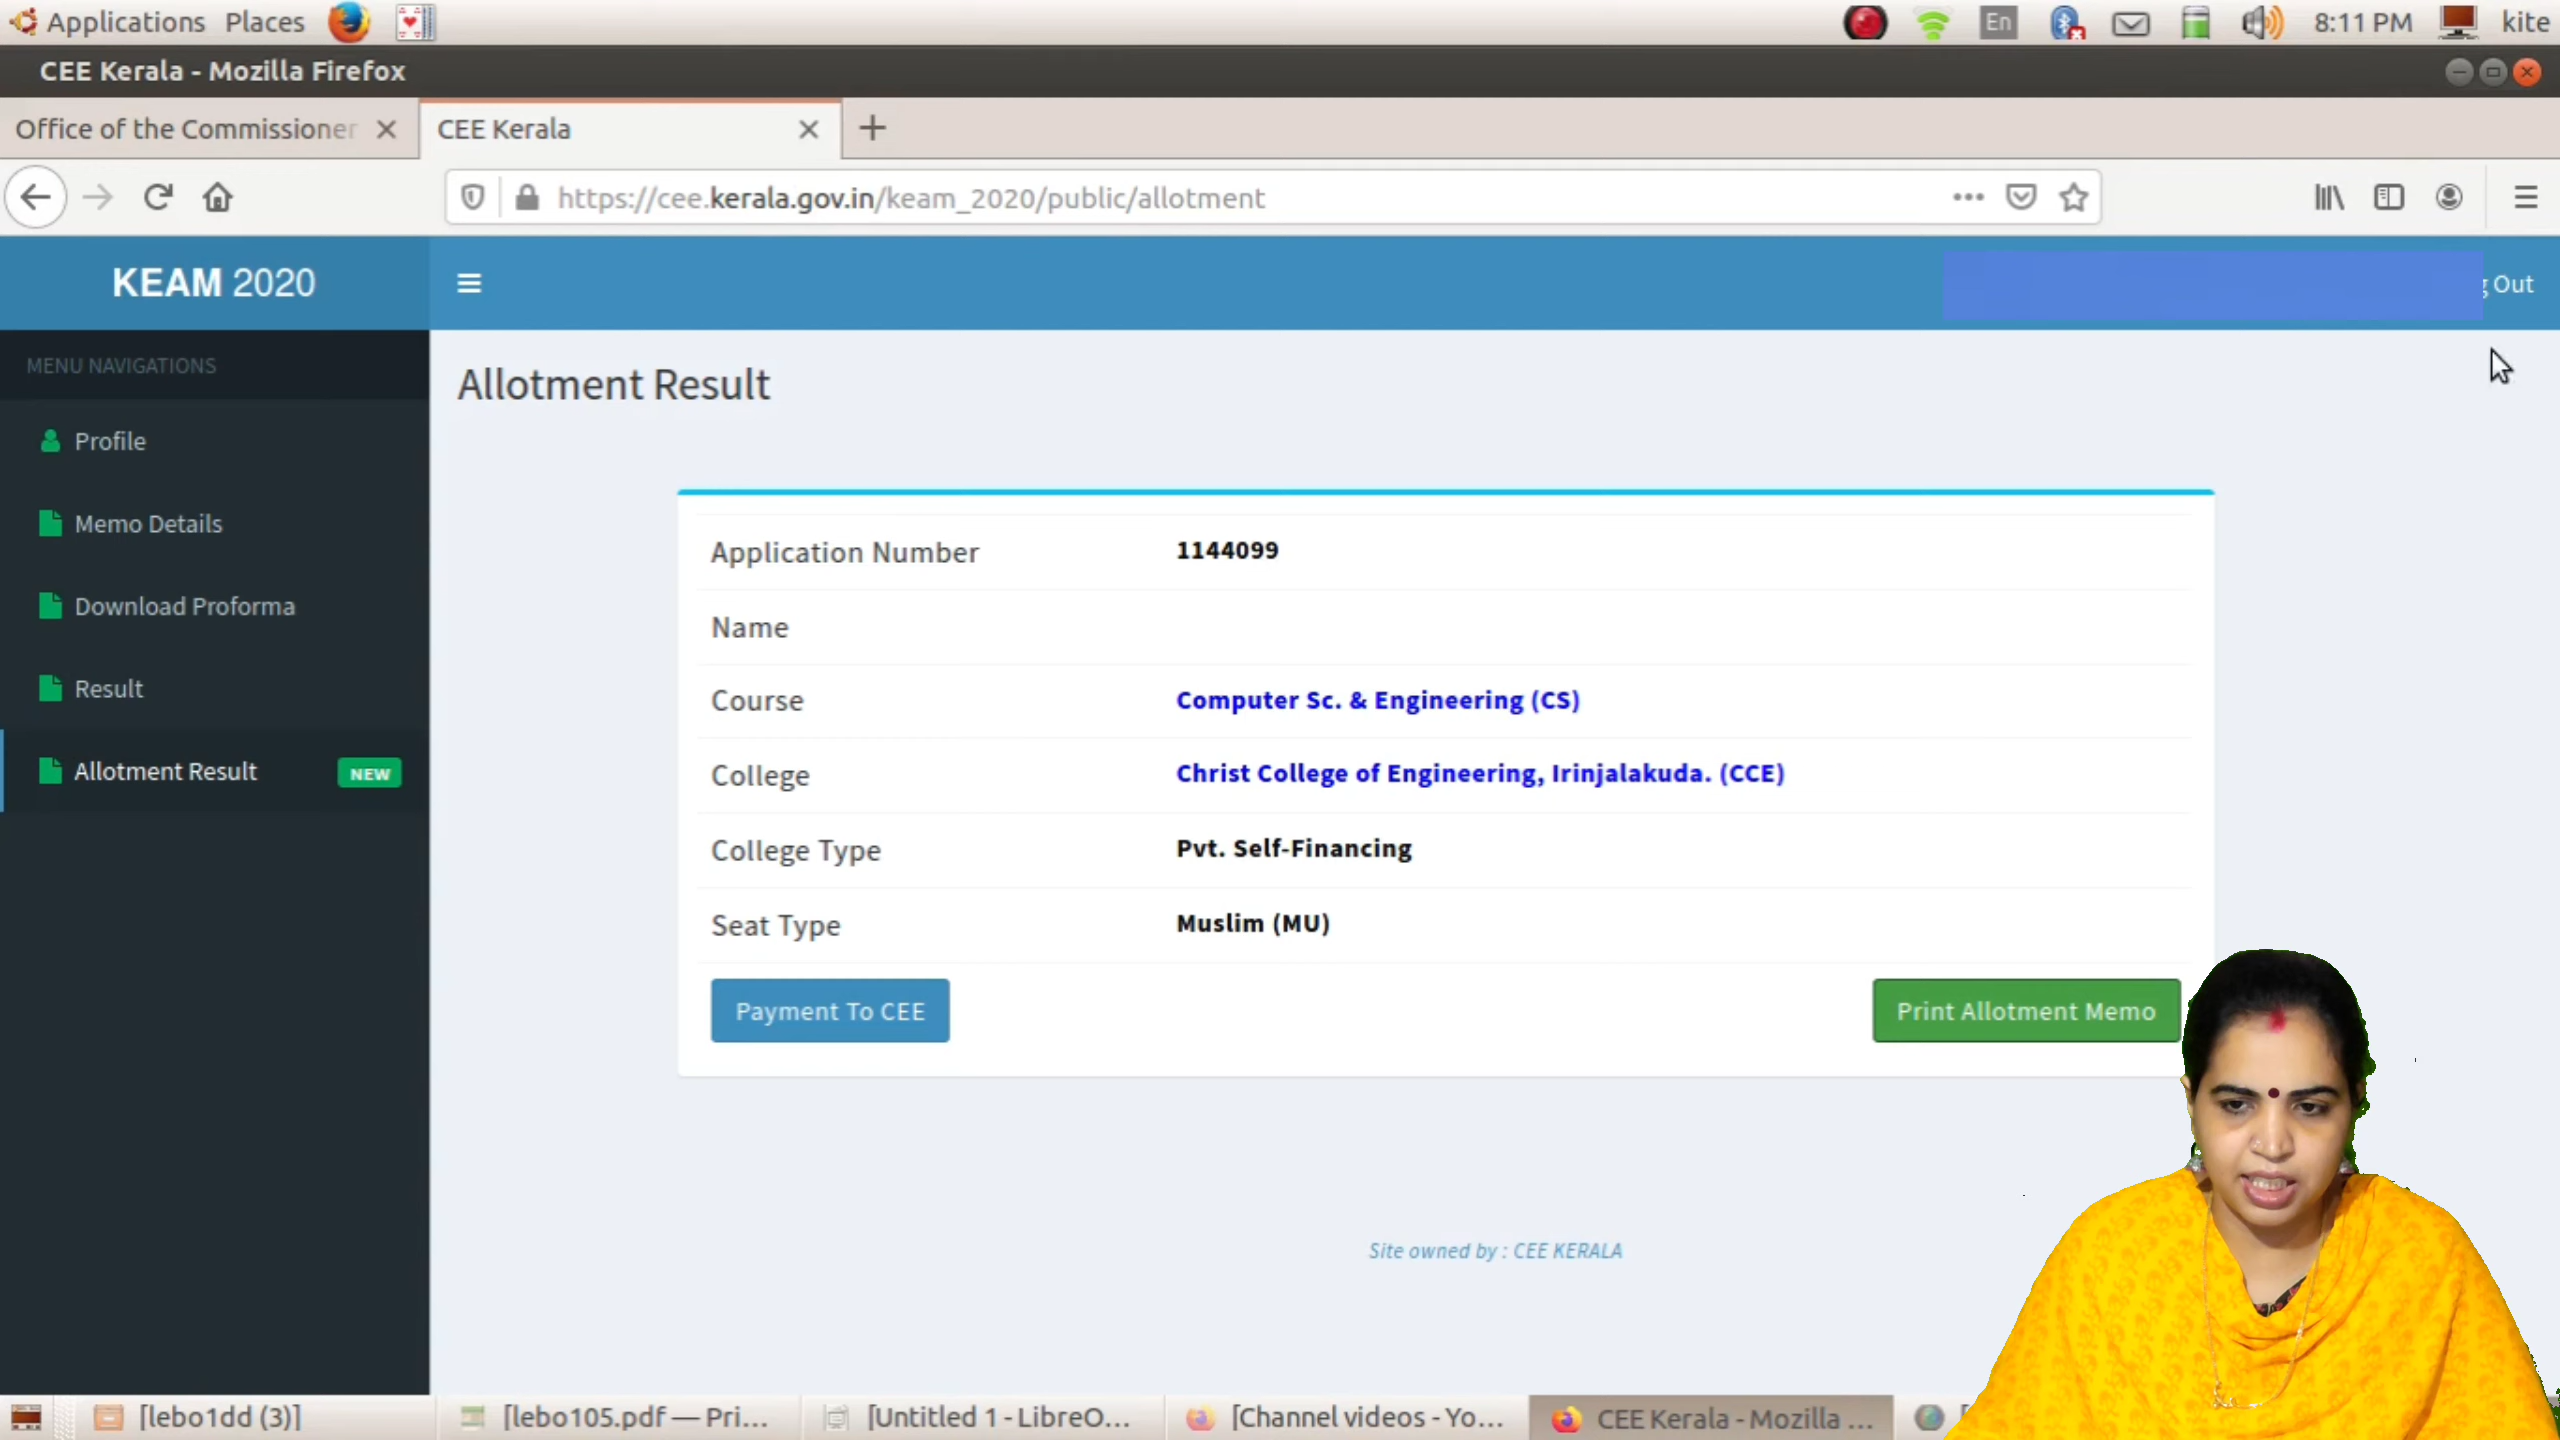 Applications Places En 8:11 PM kite
CEE Kerala - Mozilla Firefox
Office of the Commissioner CEE Kerala
https://cee.kerala.gov.in/keam_2020/public/allotment
KEAM 2020 Out
MENU NAVIGATIONS
Allotment Result
Profile
Memo Details
Download Proforma
Result
Allotment Result NEW
Application Number 1144099
Name
Course Computer Sc. & Engineering (CS)
College Christ College of Engineering, Irinjalakuda. (CCE)
College Type Pvt. Self-Financing
Seat Type Muslim (MU)
Payment To CEE Print Allotment Memo
Site owned by : CEE KERALA
[lebo1dd (3)] [lebo105.pdf — Pri... [Untitled 1 - LibreO... [Channel videos - Yo... CEE Kerala - Mozilla ...